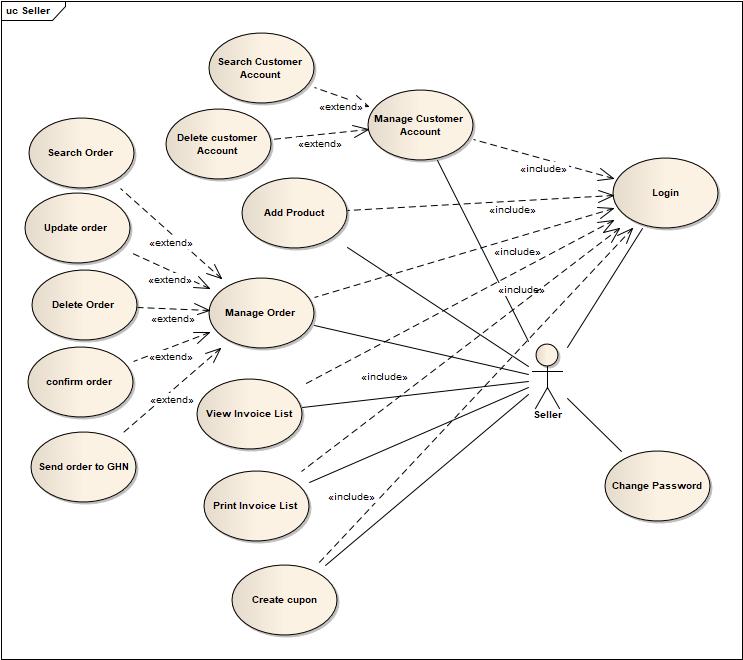 uc Seller
Search Customer
Account
«extend»
Manage Customer
Account
Delete customer
Account
«extend»
Search Order
«include»
Login
Add Product
«include»
Update order
«extend»
«include»
«extend»
«include»
Delete Order
Manage Order
«extend»
«extend»
confirm order
«include»
«extend»
View Invoice List
Seller
Send order to GHN
Change Password
«include»
Print Invoice List
Create cupon